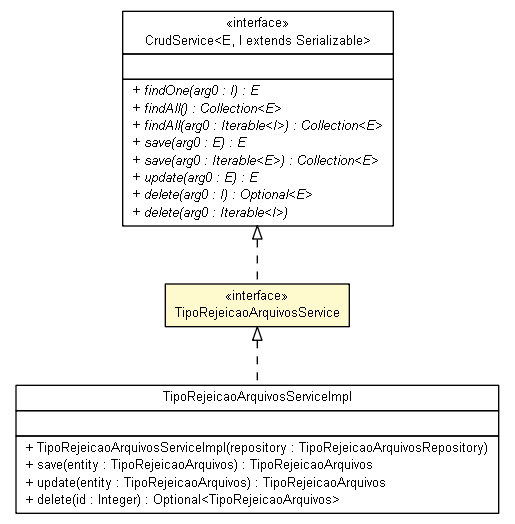 «interface»
CrudService<E, I extends Serializable>
+ findOne(arg0 : I) : E
+ findAll() : Collection<E>
+ findAll(arg0 : Iterable<I>) : Collection<E>
+ save(arg0 : E) : E
+ save(arg0 : Iterable<E>) : Collection<E>
+ update(arg0 : E) : E
+ delete(arg0 : I) : Optional<E>
+ delete(arg0 : Iterable<I>)
«interface»
TipoRejeicaoArquivosService
TipoRejeicaoArquivosServiceImpl
+ TipoRejeicaoArquivosServiceImpl(repository : TipoRejeicaoArquivosRepository)
+ save(entity : TipoRejeicaoArquivos) : TipoRejeicaoArquivos
+ update(entity : TipoRejeicaoArquivos) : TipoRejeicaoArquivos
+ delete(id : Integer) : Optional<TipoRejeicaoArquivos>